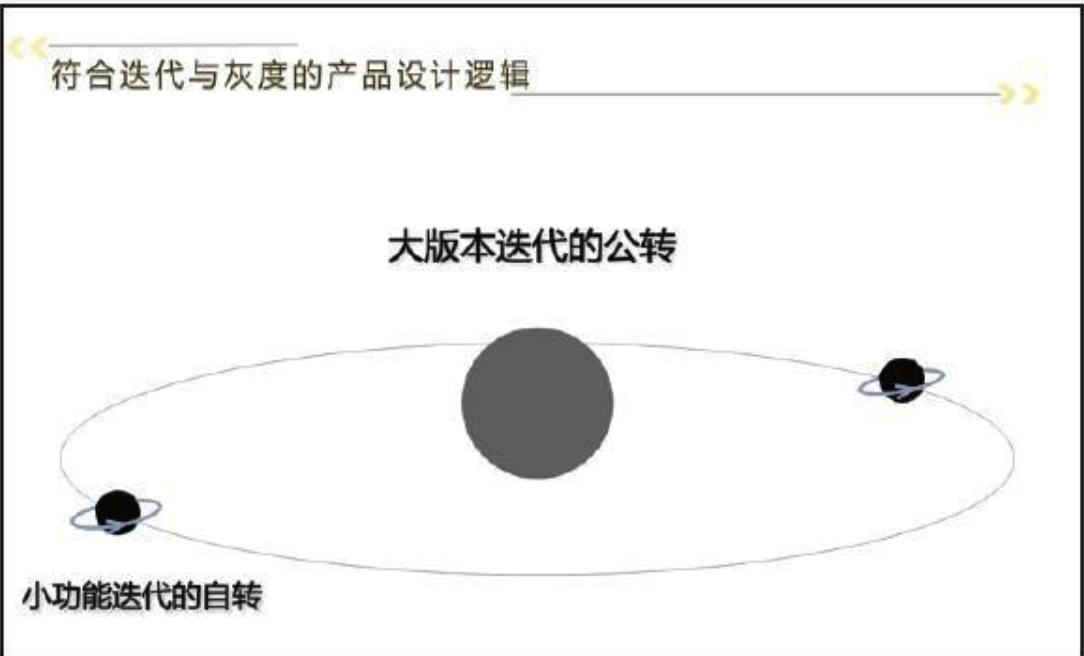 符合迭代与灰度的产品设计逻辑
大版本迭代的公转
小功能迭代的自转